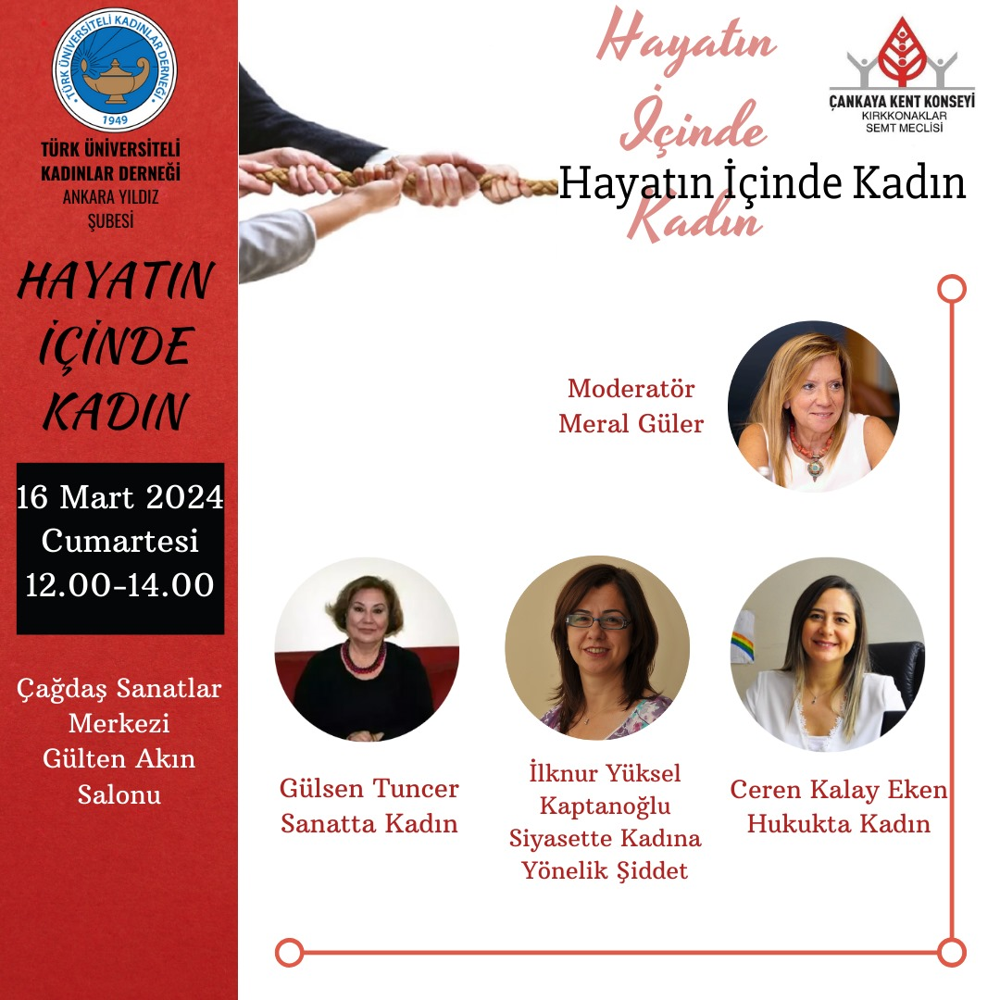 TÜRK ÜNİVERSİTELİ KADINLAR DERNEĞİ
1949
TÜRK ÜNİVERSİTELİ
KADINLAR DERNEĞİ
ANKARA YILDIZ
ŞUBESİ
HAYATIN
İÇİNDE
KADIN
16 Mart 2024
Cumartesi
12.00-14.00
Çağdaş Sanatlar
Merkezi
Gülten Akın
Salonu
Hayatın
İçinde
Kadın
Hayatın İçinde Kadın
ÇANKAYA KENT KONSEYİ
KIRKKONAKLAR
SEMT MECLİSİ
Moderatör
Meral Güler
Gülsen Tuncer
Sanatta Kadın
İlknur Yüksel
Kaptanoğlu
Siyasette Kadına
Yönelik Şiddet
Ceren Kalay Eken
Hukukta Kadın